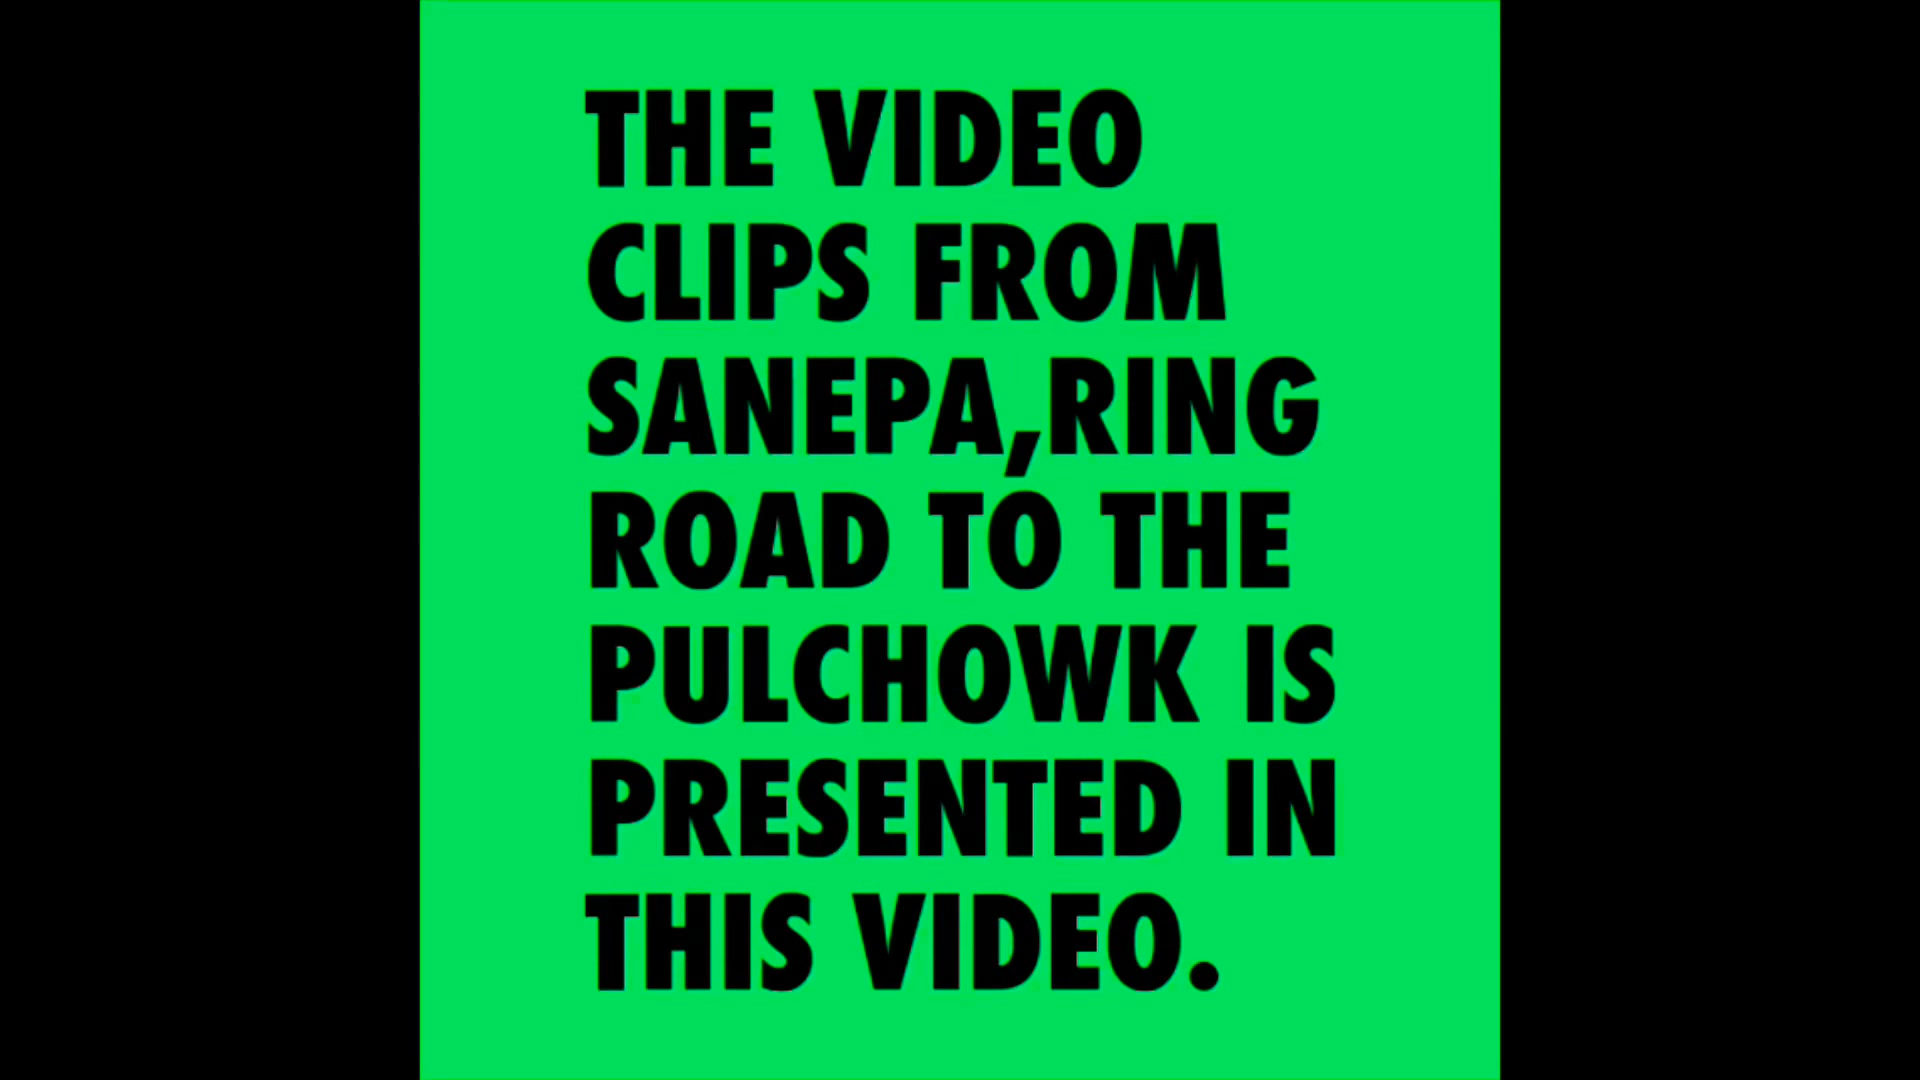 THE VIDEO
CLIPS FROM
SANEPA,RING
ROAD TO THE
PULCHOWK IS
PRESENTED IN
THIS VIDEO.